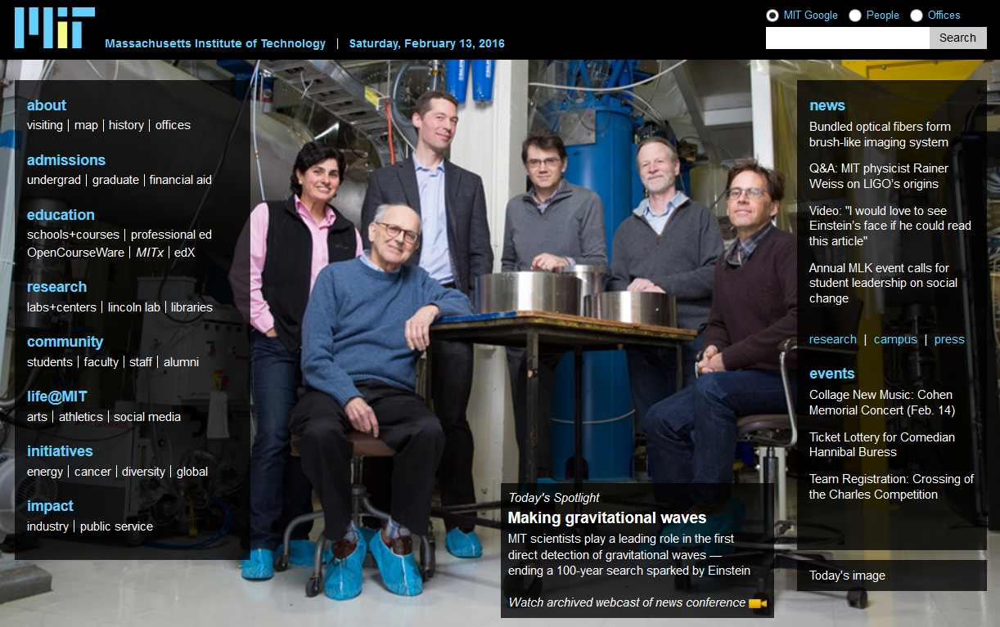 MIT
Massachusetts Institute of Technology | Saturday, February 13, 2016
MIT Google People Offices
Search
about
visiting | map | history | offices
admissions
undergrad | graduate | financial aid
education
schools+courses | professional ed
OpenCourseWare | MITx | edX
research
labs+centers | lincoln lab | libraries
community
students | faculty | staff | alumni
life@MIT
arts | athletics | social media
initiatives
energy | cancer | diversity | global
impact
industry | public service
Today's Spotlight
Making gravitational waves
MIT scientists play a leading role in the first
direct detection of gravitational waves —
ending a 100-year search sparked by Einstein
Watch archived webcast of news conference
news
Bundled optical fibers form
brush-like imaging system
Q&A: MIT physicist Rainer
Weiss on LIGO's origins
Video: "I would love to see
Einstein's face if he could read
this article"
Annual MLK event calls for
student leadership on social
change
research | campus | press
events
Collage New Music: Cohen
Memorial Concert (Feb. 14)
Ticket Lottery for Comedian
Hannibal Buress
Team Registration: Crossing of
the Charles Competition
Today's image